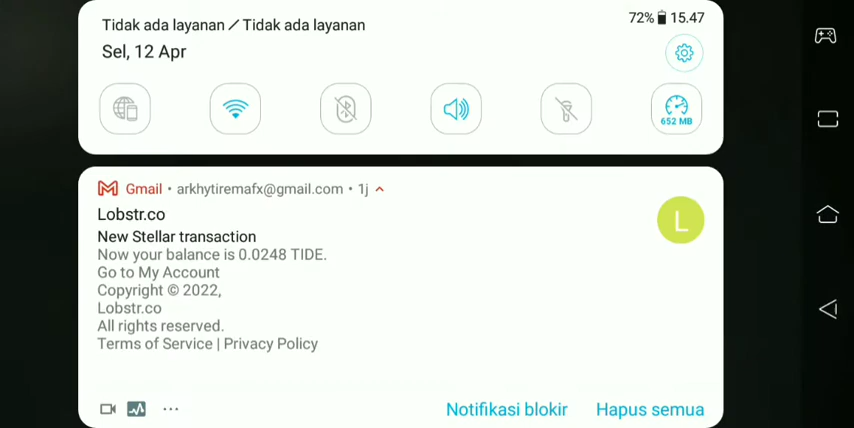 Tidak ada layanan / Tidak ada layanan
72% 15.47
Sel, 12 Apr
652 MB
Gmail • arkhytiremafx@gmail.com • 1j
Lobstr.co
New Stellar transaction
Now your balance is 0.0248 TIDE.
Go to My Account
Copyright © 2022,
Lobstr.co
All rights reserved.
Terms of Service | Privacy Policy
L
...
Notifikasi blokir Hapus semua